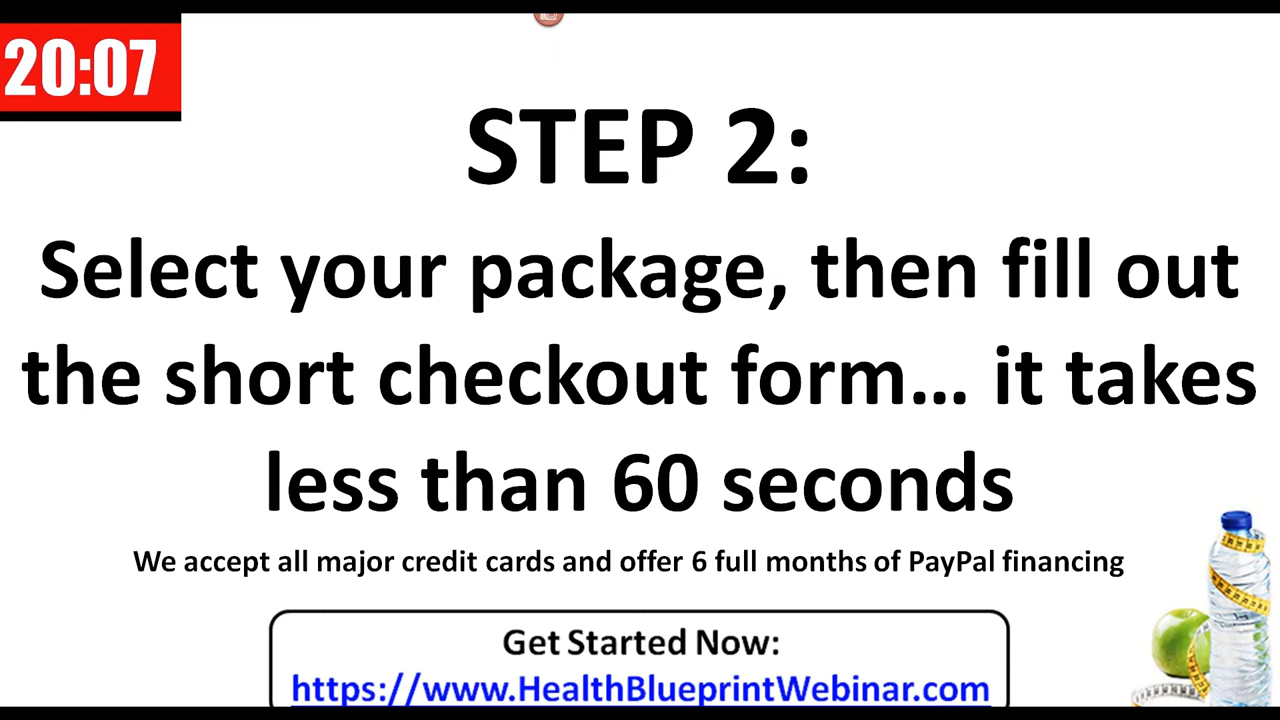 20:07
STEP 2:
Select your package, then fill out
the short checkout form... it takes
less than 60 seconds
We accept all major credit cards and offer 6 full months of PayPal financing
Get Started Now:
https://www.HealthBlueprintWebinar.com